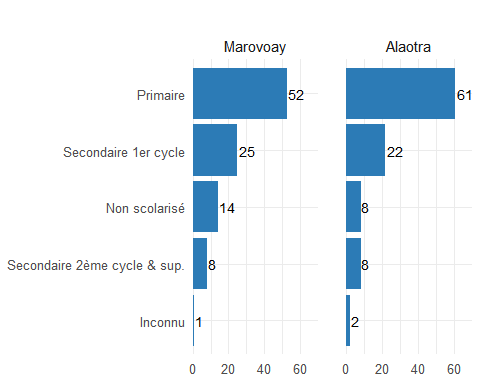 Marovoay Alaotra
Primaire 52 61
Secondaire 1er cycle 25 22
Non scolarisé 14 8
Secondaire 2ème cycle & sup. 8 8
Inconnu 1 2
0 20 40 60 0 20 40 60